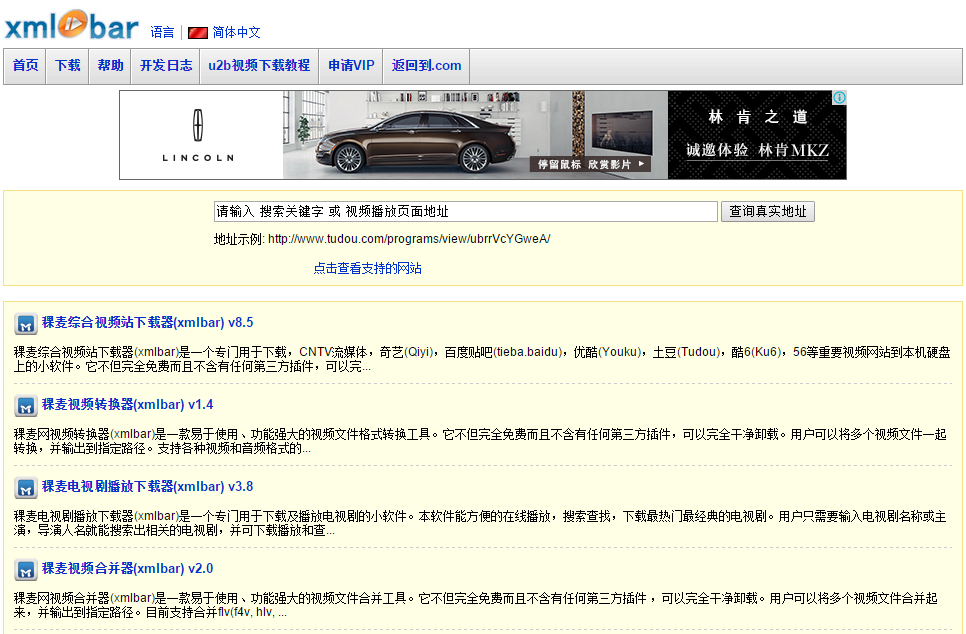 xmlbar 语言 简体中文
首页 下载 帮助 开发日志 u2b视频下载教程 申请VIP 返回到.com
LINCOLN
停留鼠标 欣赏影片
林肯之道
诚邀体验 林肯MKZ
请输入 搜索关键字 或 视频播放页面地址 查询真实地址
地址示例: http://www.tudou.com/programs/view/ubrrVcYGweA/
点击查看支持的网站
稞麦综合视频站下载器(xmlbar) v8.5
稞麦综合视频站下载器(xmlbar)是一个专门用于下载，CNTV流媒体，奇艺(Qiyi)，百度贴吧(tieba.baidu)，优酷(Youku)，土豆(Tudou)，酷6(Ku6)，56等重要视频网站到本机硬盘
上的小软件。它不但完全免费而且不含有任何第三方插件，可以完...
稞麦视频转换器(xmlbar) v1.4
稞麦网视频转换器(xmlbar)是一款易于使用、功能强大的视频文件格式转换工具。它不但完全免费而且不含有任何第三方插件，可以完全干净卸载。用户可以将多个视频文件一起
转换，并输出到指定路径。支持各种视频和音频格式的...
稞麦电视剧播放下载器(xmlbar) v3.8
稞麦电视剧播放下载器(xmlbar)是一个专门用于下载及播放电视剧的小软件。本软件能方便的在线播放，搜索查找，下载最热门最经典的电视剧。用户只需要输入电视剧名称或主
演，导演人名就能搜索出相关的电视剧，并可下载播放和查...
稞麦视频合并器(xmlbar) v2.0
稞麦网视频合并器(xmlbar)是一款易于使用、功能强大的视频文件合并工具。它不但完全免费而且不含有任何第三方插件 ，可以完全干净卸载。用户可以将多个视频文件合并起
来，并输出到指定路径。目前支持合并flv(f4v, hlv, ...